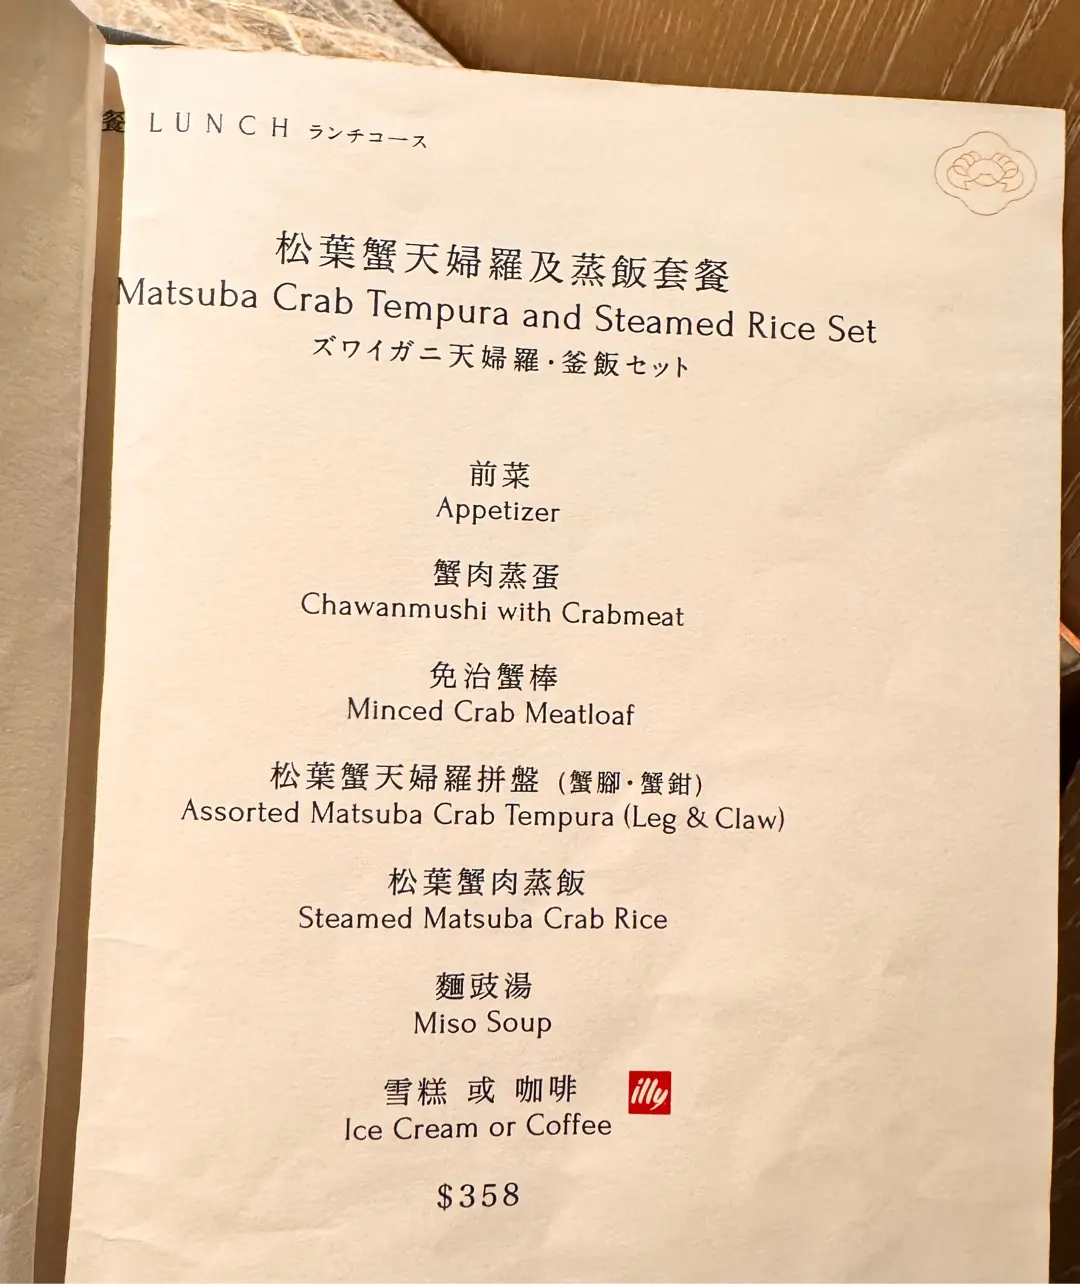 餐 LUNCH ランチコース
松葉蟹天婦羅及蒸飯套餐
Matsuba Crab Tempura and Steamed Rice Set
ズワイガニ天婦羅・釜飯セット
前菜
Appetizer
蟹肉蒸蛋
Chawanmushi with Crabmeat
免治蟹棒
Minced Crab Meatloaf
松葉蟹天婦羅拼盤 (蟹腳・蟹鉗)
Assorted Matsuba Crab Tempura (Leg & Claw)
松葉蟹肉蒸飯
Steamed Matsuba Crab Rice
麵豉湯
Miso Soup
雪糕 或 咖啡 illy
Ice Cream or Coffee
$358